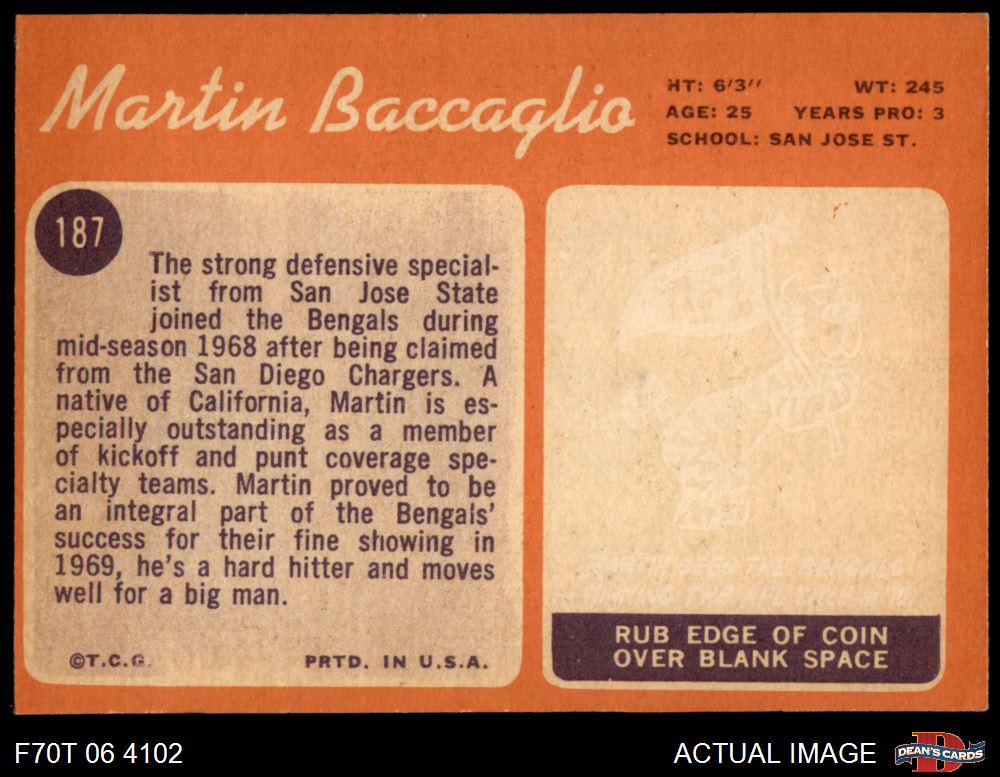 Martin Baccaglio
HT: 6'3'' WT: 245
AGE: 25 YEARS PRO: 3
SCHOOL: SAN JOSE ST.
187
The strong defensive special-
ist from San Jose State
joined the Bengals during
mid-season 1968 after being claimed
from the San Diego Chargers. A
native of California, Martin is es-
pecially outstanding as a member
of kickoff and punt coverage spe-
cialty teams. Martin proved to be
an integral part of the Bengals'
success for their fine showing in
1969, he's a hard hitter and moves
well for a big man.
©T.C.G. PRTD. IN U.S.A.
RUB EDGE OF COIN
OVER BLANK SPACE
F70T 06 4102
ACTUAL IMAGE
D
DEAN'S CARDS